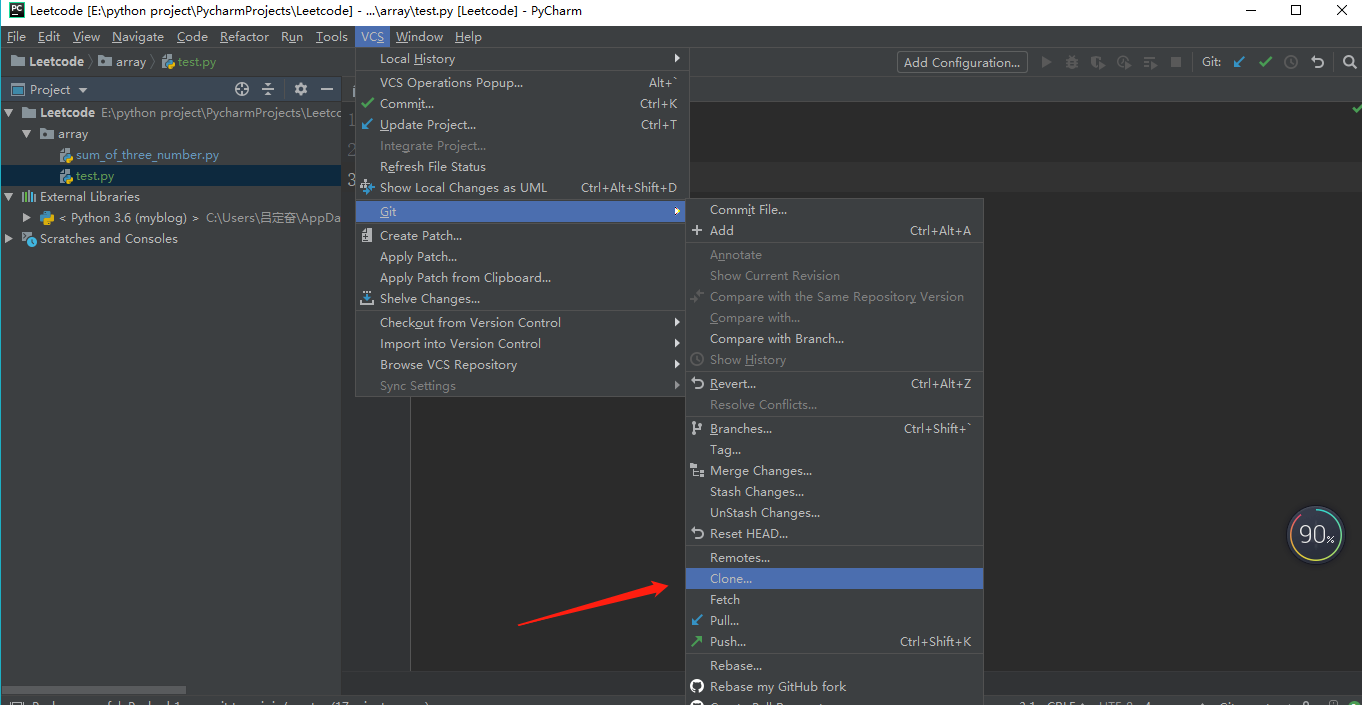 PC Leetcode [E:\python project\PycharmProjects\Leetcode] - ...\array\test.py [Leetcode] - PyCharm
File Edit View Navigate Code Refactor Run Tools VCS Window Help
Leetcode array test.py Add Configuration... Git:
Project
Leetcode E:\python project\PycharmProjects\Leetc
array
sum_of_three_number.py
test.py
External Libraries
< Python 3.6 (myblog) > C:\Users\吕定奋\AppDa
Scratches and Consoles
1
2
3
Local History
VCS Operations Popup... Alt+`
Commit... Ctrl+K
Update Project... Ctrl+T
Integrate Project...
Refresh File Status
Show Local Changes as UML Ctrl+Alt+Shift+D
Git
Create Patch...
Apply Patch...
Apply Patch from Clipboard...
Shelve Changes...
Checkout from Version Control
Import into Version Control
Browse VCS Repository
Sync Settings
Commit File...
Add Ctrl+Alt+A
Annotate
Show Current Revision
Compare with the Same Repository Version
Compare with...
Compare with Branch...
Show History
Revert... Ctrl+Alt+Z
Resolve Conflicts...
Branches... Ctrl+Shift+`
Tag...
Merge Changes...
Stash Changes...
UnStash Changes...
Reset HEAD...
Remotes...
Clone...
Fetch
Pull...
Push... Ctrl+Shift+K
Rebase...
Rebase my GitHub fork
90%